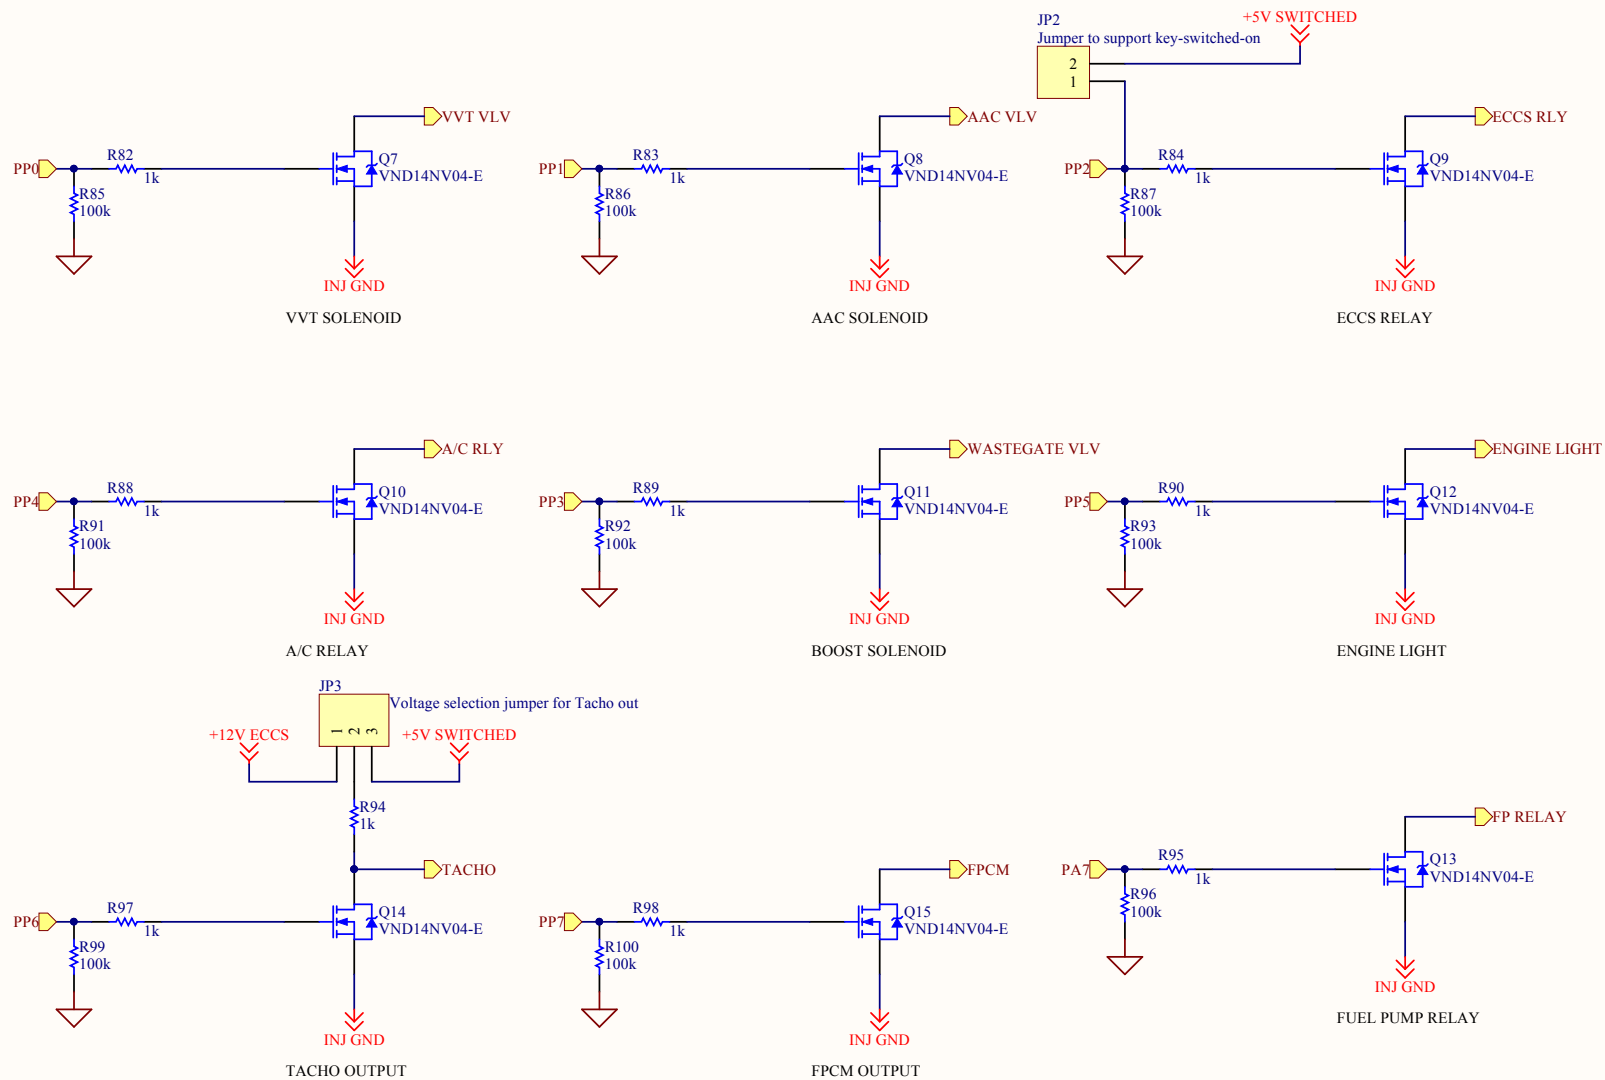 JP2
Jumper to support key-switched-on
+5V SWITCHED
2
1
VVT VLV
AAC VLV
ECCS RLY
PP0
R82
1k
Q7
VND14NV04-E
R85
100k
INJ GND
VVT SOLENOID
PP1
R83
1k
Q8
VND14NV04-E
R86
100k
INJ GND
AAC SOLENOID
PP2
R84
1k
Q9
VND14NV04-E
R87
100k
INJ GND
ECCS RELAY
A/C RLY
PP4
R88
1k
Q10
VND14NV04-E
R91
100k
INJ GND
A/C RELAY
WASTEGATE VLV
PP3
R89
1k
Q11
VND14NV04-E
R92
100k
INJ GND
BOOST SOLENOID
ENGINE LIGHT
PP5
R90
1k
Q12
VND14NV04-E
R93
100k
INJ GND
ENGINE LIGHT
JP3
Voltage selection jumper for Tacho out
+12V ECCS
1
2
3
+5V SWITCHED
R94
1k
TACHO
PP6
R97
1k
Q14
VND14NV04-E
R99
100k
INJ GND
TACHO OUTPUT
FPCM
PP7
R98
1k
Q15
VND14NV04-E
R100
100k
INJ GND
FPCM OUTPUT
FP RELAY
PA7
R95
1k
Q13
VND14NV04-E
R96
100k
INJ GND
FUEL PUMP RELAY